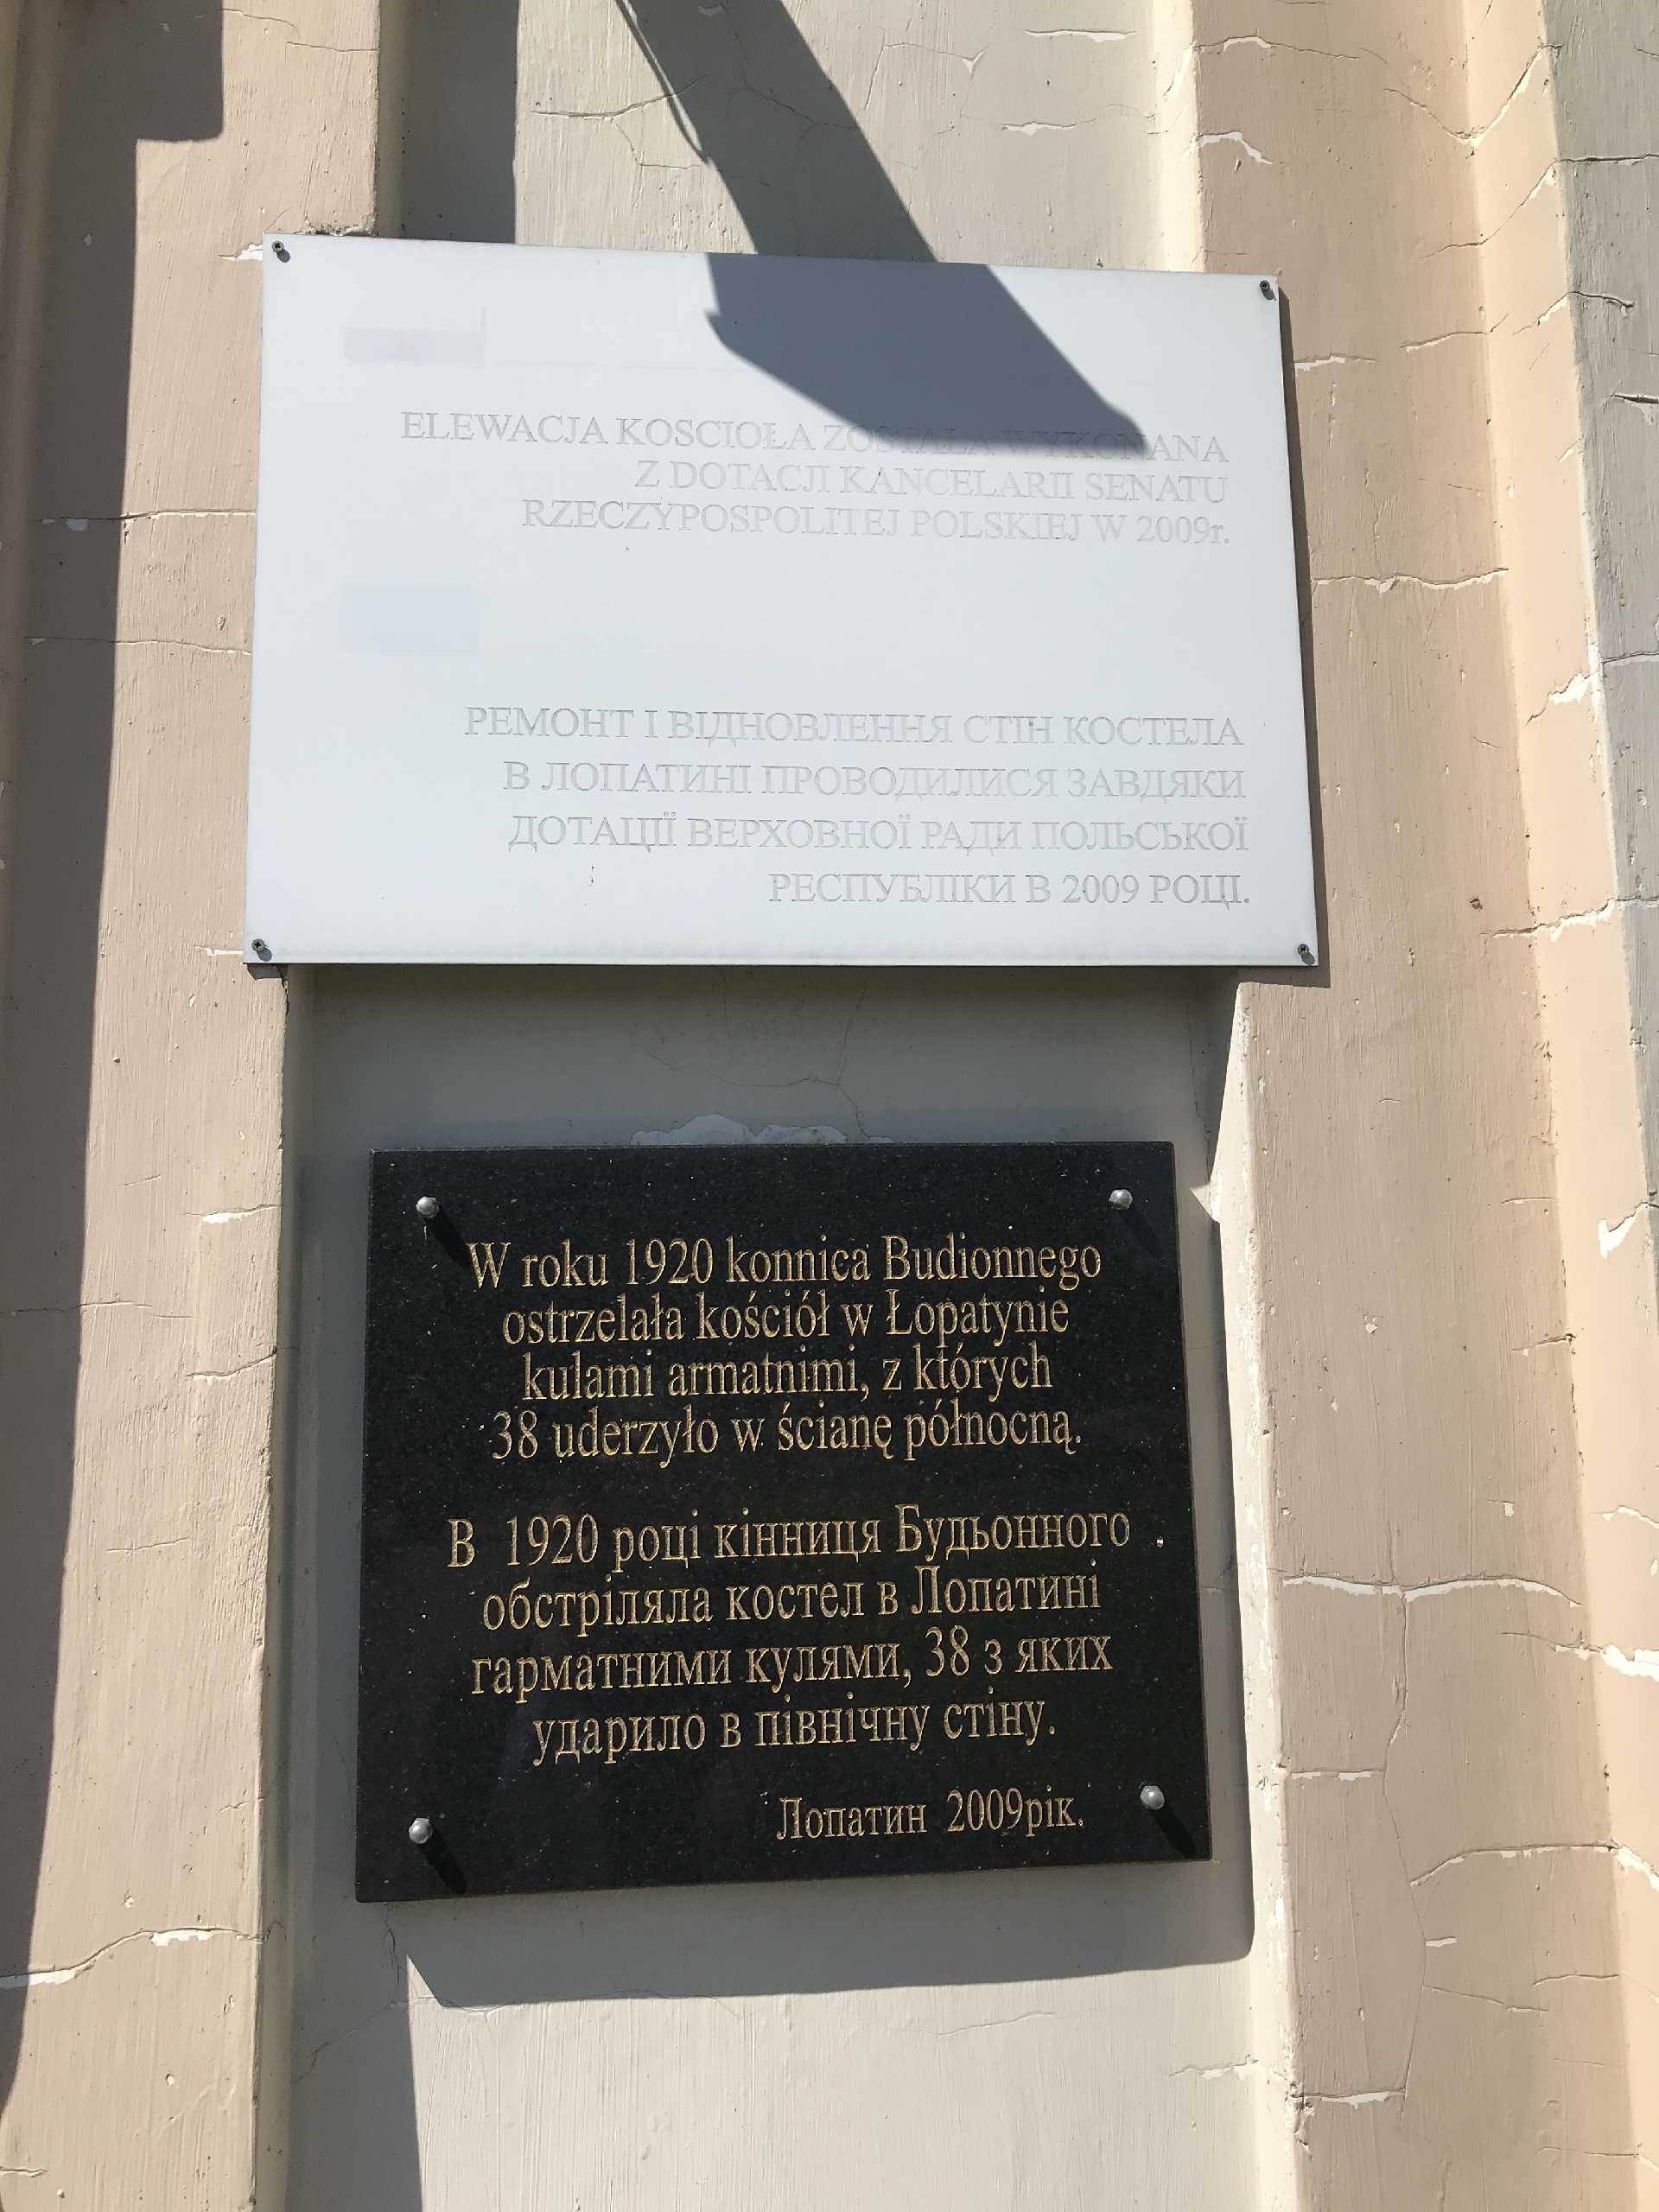 ELEWACJA KOSCIOŁA ZOSTAŁA WYKONANA
Z DOTACJI KANCELARII SENATU
RZECZYPOSPOLITEJ POLSKIEJ W 2009r.
РЕМОНТ І ВІДНОВЛЕННЯ СТІН КОСТЕЛА
В ЛОПАТИНІ ПРОВОДИЛИСЯ ЗАВДЯКИ
ДОТАЦІЇ ВЕРХОВНОЇ РАДИ ПОЛЬСЬКОЇ
РЕСПУБЛІКИ В 2009 РОЦІ.
W roku 1920 konnica Budionnego
ostrzelała kościół w Łopatynie
kulami armatnimi, z których
38 uderzyło w ścianę północną.
В 1920 році кінниця Будьонного
обстріляла костел в Лопатині
гарматними кулями, 38 з яких
ударило в північну стіну.
Лопатин 2009рік.